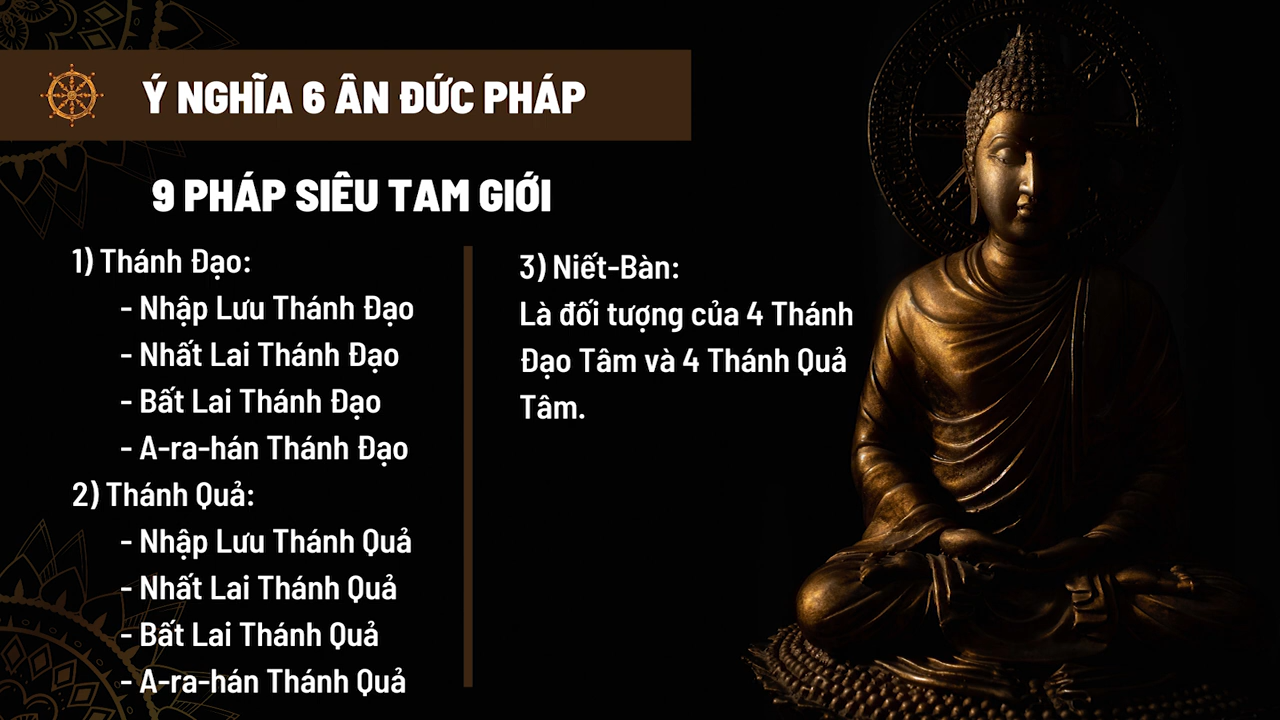 Ý NGHĨA 6 ÂN ĐỨC PHÁP
9 PHÁP SIÊU TAM GIỚI
1) Thánh Đạo:
- Nhập Lưu Thánh Đạo
- Nhất Lai Thánh Đạo
- Bất Lai Thánh Đạo
- A-ra-hán Thánh Đạo
2) Thánh Quả:
- Nhập Lưu Thánh Quả
- Nhất Lai Thánh Quả
- Bất Lai Thánh Quả
- A-ra-hán Thánh Quả
3) Niết-Bàn:
Là đối tượng của 4 Thánh
Đạo Tâm và 4 Thánh Quả
Tâm.